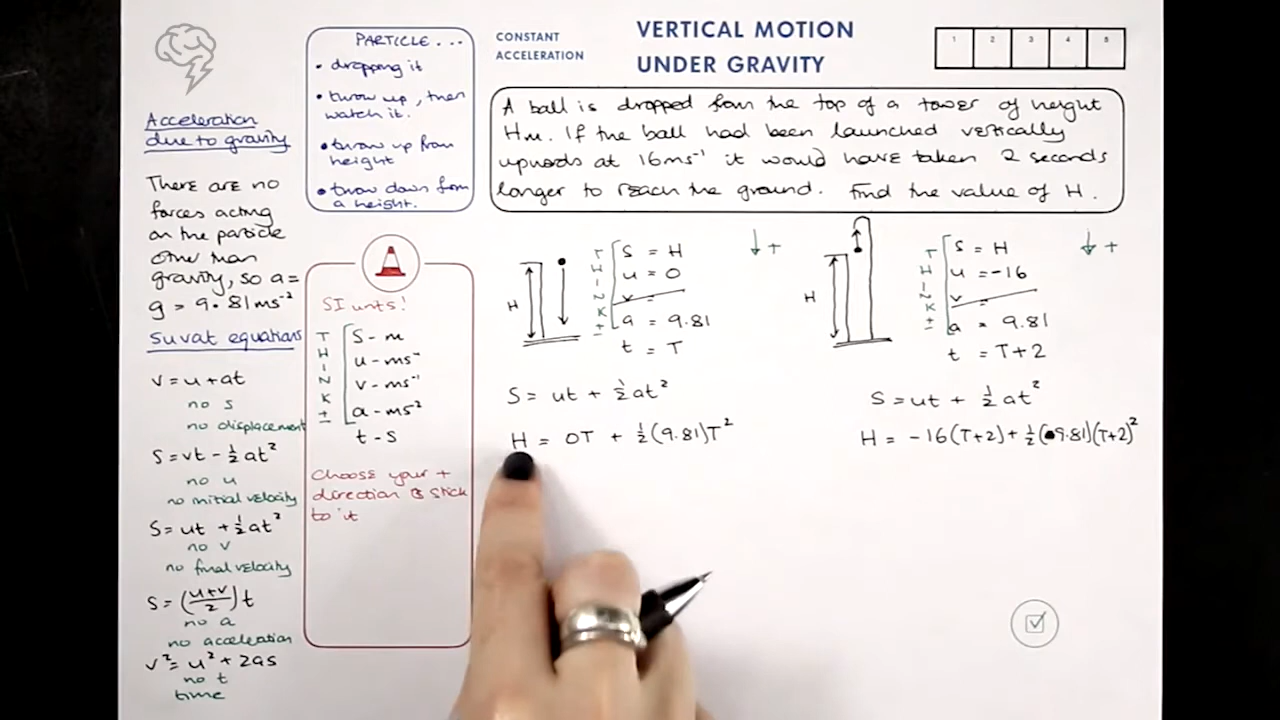 CONSTANT
ACCELERATION
VERTICAL MOTION
UNDER GRAVITY
1 2 3 4 5
Acceleration
due to gravity
There are no
forces acting
on the particle
other than
gravity, so a =
g = 9.81ms⁻²
Suvat equations
v = u + at
no s
no displacement
S = vt - ½at²
no u
no initial velocity
S = ut + ½at²
no v
no final velocity
S = (u+v/2)t
no a
no acceleration
v² = u² + 2as
no t
time
PARTICLE...
• dropping it
• throw up, then
watch it.
• throw up from
height
• throw down from
a height.
SI units!
THINK ±
S - m
u - ms⁻¹
v - ms⁻¹
a - ms²
t - s
Choose your +
direction & stick
to it
A ball is dropped from the top of a tower of height
Hm. If the ball had been launched vertically
upwards at 16ms⁻¹ it would have taken 2 seconds
longer to reach the ground. Find the value of H.
H
THINK ±
S = H
u = 0
v =
a = 9.81
t = T
+
S = ut + ½at²
H = 0T + ½(9.81)T²
H
THINK ±
S = H
u = -16
v =
a = 9.81
t = T+2
+
S = ut + ½at²
H = -16(T+2) + ½(9.81)(T+2)²